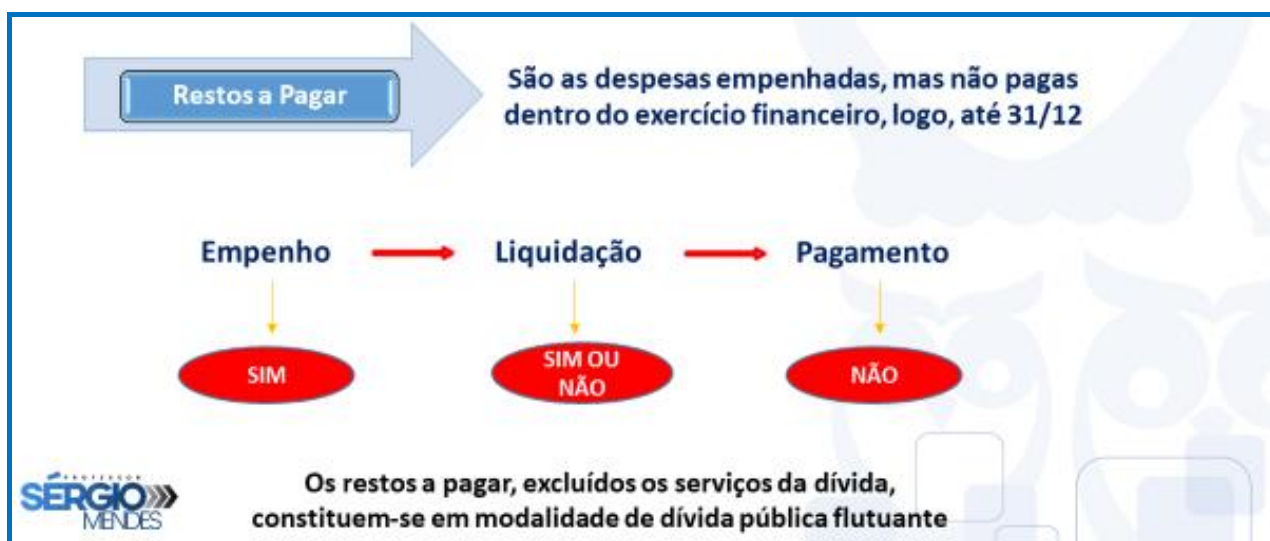 Restos a Pagar
São as despesas empenhadas, mas não pagas
dentro do exercício financeiro, logo, até 31/12
Empenho
Liquidação
Pagamento
SIM
SIM OU
NÃO
NÃO
PROFESSOR
SÉRGIO
MENDES
Os restos a pagar, excluídos os serviços da dívida,
constituem-se em modalidade de dívida pública flutuante